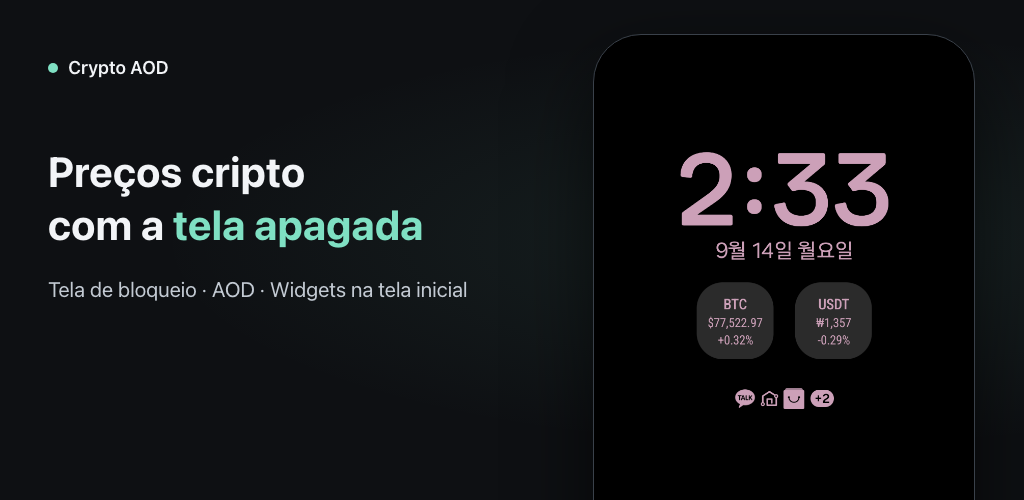 Crypto AOD
Preços cripto
com a tela apagada
Tela de bloqueio · AOD · Widgets na tela inicial
2:33
9월 14일 월요일
BTC
$77,522.97
+0.32%
USDT
₩1,357
-0.29%
TALK
+2